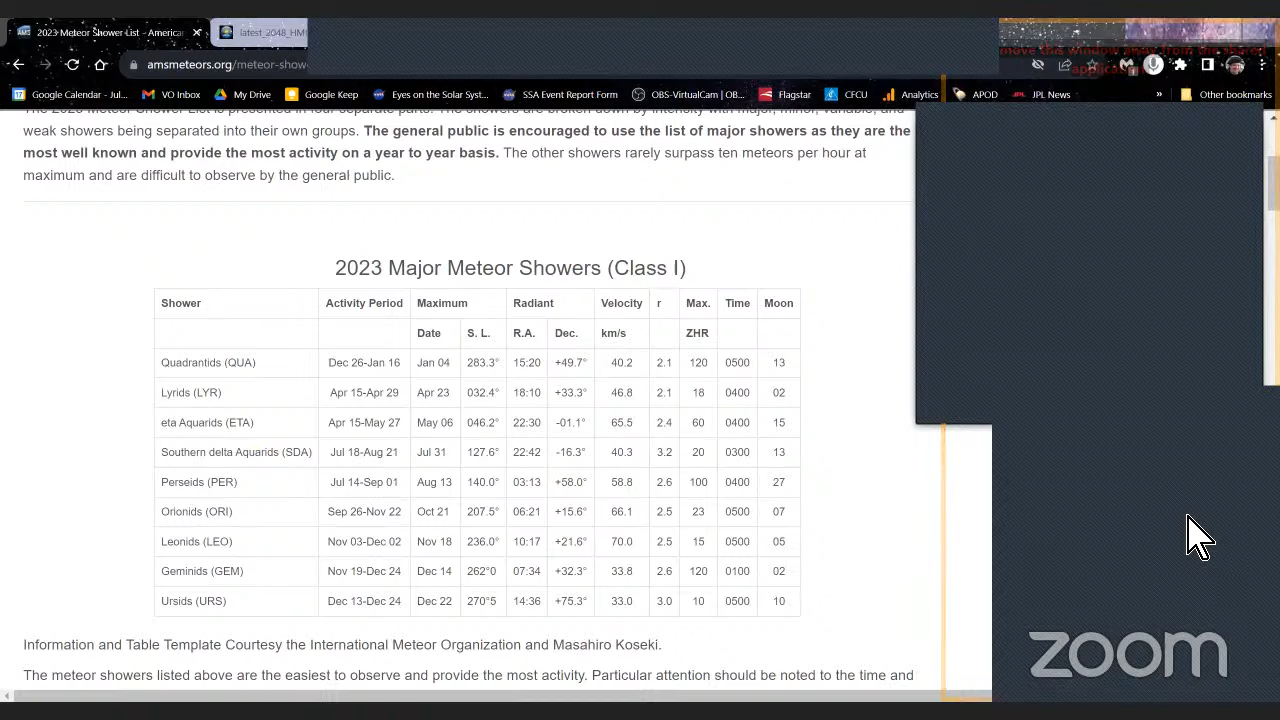 2023 Meteor Shower List - America
latest_2048_HMI
move this window away from the shared
application
amsmeteors.org/meteor-show
Google Calendar - Jul... VO Inbox My Drive Google Keep Eyes on the Solar Syst... SSA Event Report Form OBS-VirtualCam | OB... Flagstar CFCU Analytics APOD JPL News » Other bookmarks
weak showers being separated into their own groups. The general public is encouraged to use the list of major showers as they are the
most well known and provide the most activity on a year to year basis. The other showers rarely surpass ten meteors per hour at
maximum and are difficult to observe by the general public.
2023 Major Meteor Showers (Class I)
Shower Activity Period Maximum Radiant Velocity r Max. Time Moon
Date S. L. R.A. Dec. km/s ZHR
Quadrantids (QUA) Dec 26-Jan 16 Jan 04 283.3° 15:20 +49.7° 40.2 2.1 120 0500 13
Lyrids (LYR) Apr 15-Apr 29 Apr 23 032.4° 18:10 +33.3° 46.8 2.1 18 0400 02
eta Aquarids (ETA) Apr 15-May 27 May 06 046.2° 22:30 -01.1° 65.5 2.4 60 0400 15
Southern delta Aquarids (SDA) Jul 18-Aug 21 Jul 31 127.6° 22:42 -16.3° 40.3 3.2 20 0300 13
Perseids (PER) Jul 14-Sep 01 Aug 13 140.0° 03:13 +58.0° 58.8 2.6 100 0400 27
Orionids (ORI) Sep 26-Nov 22 Oct 21 207.5° 06:21 +15.6° 66.1 2.5 23 0500 07
Leonids (LEO) Nov 03-Dec 02 Nov 18 236.0° 10:17 +21.6° 70.0 2.5 15 0500 05
Geminids (GEM) Nov 19-Dec 24 Dec 14 262°0 07:34 +32.3° 33.8 2.6 120 0100 02
Ursids (URS) Dec 13-Dec 24 Dec 22 270°5 14:36 +75.3° 33.0 3.0 10 0500 10
Information and Table Template Courtesy the International Meteor Organization and Masahiro Koseki.
The meteor showers listed above are the easiest to observe and provide the most activity. Particular attention should be noted to the time and
zoom